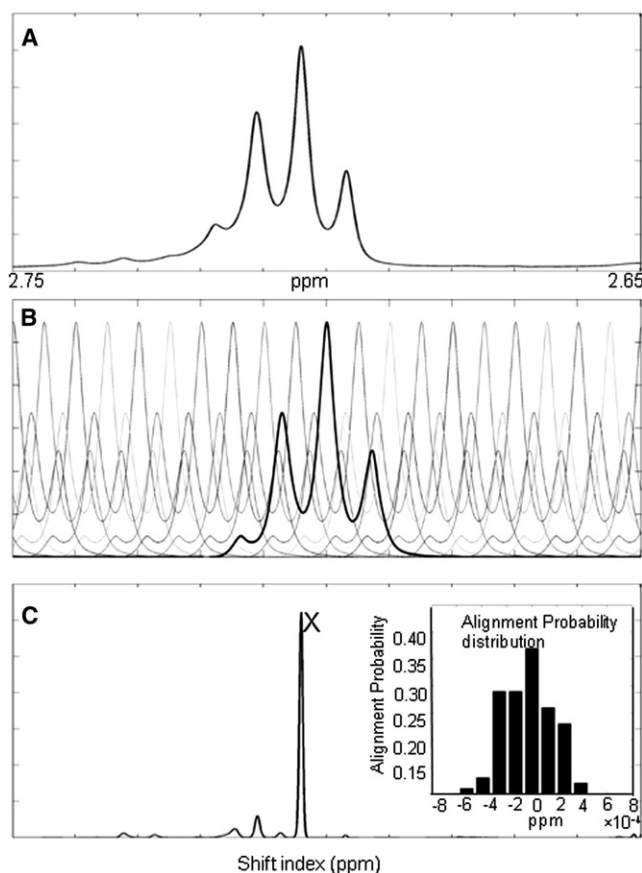 A
2.75
ppm
2.65
B
C
X
Alignment Probability
distribution
Alignment Probability
0.40
0.35
0.30
0.25
0.20
0.15
-8 -6 -4 -2 0 2 4 6 8
ppm
×10⁻⁴
Shift index (ppm)